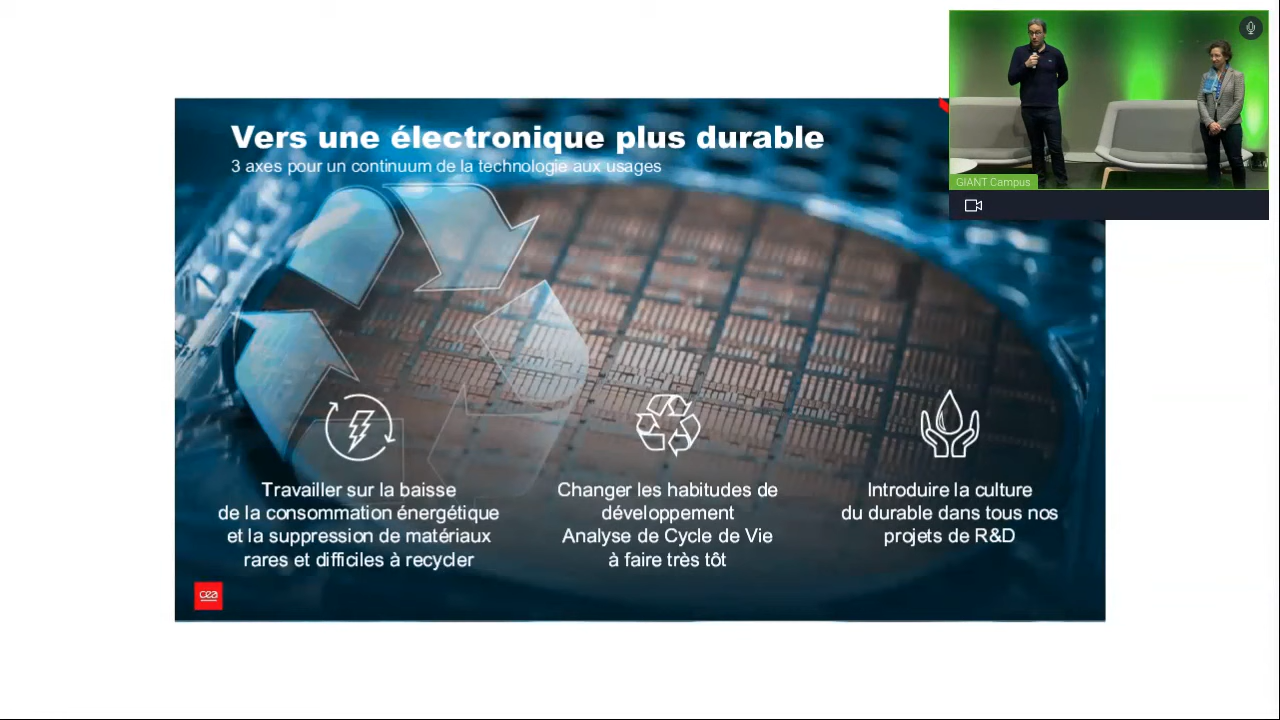 Vers une électronique plus durable
3 axes pour un continuum de la technologie aux usages
GIANT Campus
Travailler sur la baisse
de la consommation énergétique
et la suppression de matériaux
rares et difficiles à recycler
Changer les habitudes de
développement
Analyse de Cycle de Vie
à faire très tôt
Introduire la culture
du durable dans tous nos
projets de R&D
cea